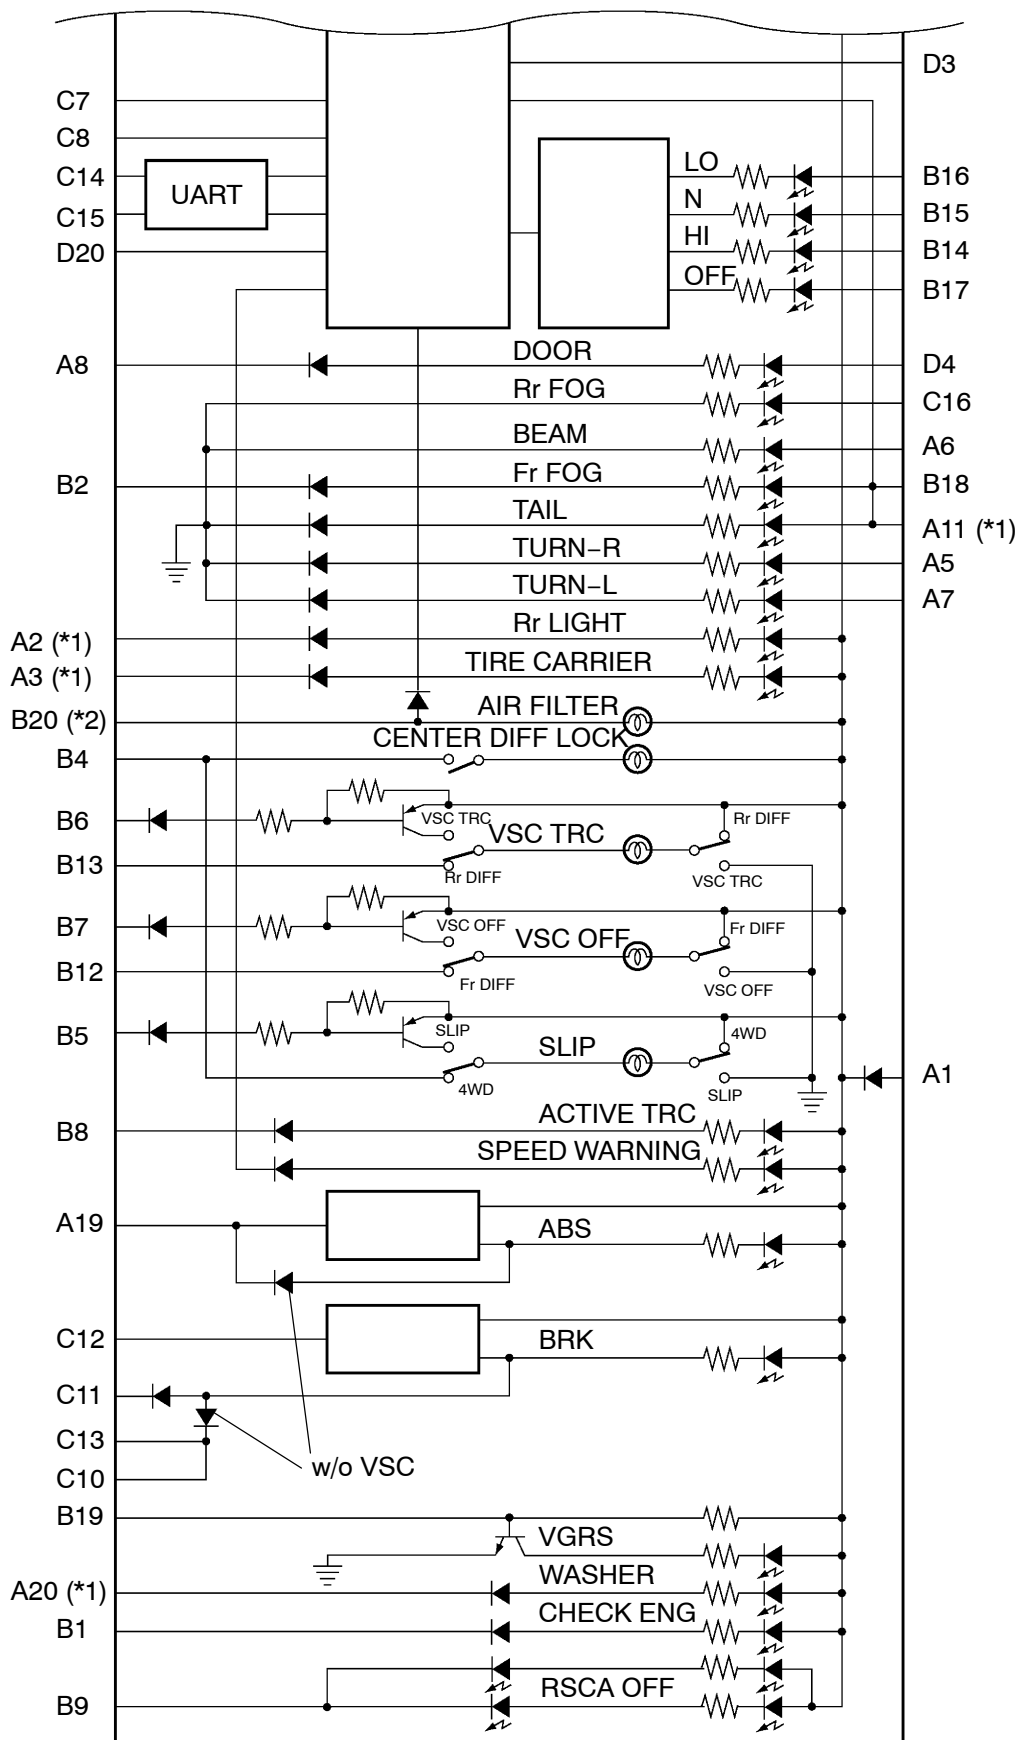 D3
C7
C8
C14
UART
C15
D20
LO
B16
N
B15
HI
B14
OFF
B17
A8
DOOR
D4
Rr FOG
C16
BEAM
A6
B2
Fr FOG
B18
TAIL
A11 (*1)
TURN–R
A5
TURN–L
A7
A2 (*1)
Rr LIGHT
A3 (*1)
TIRE CARRIER
B20 (*2)
AIR FILTER
B4
CENTER DIFF LOCK
B6
VSC TRC
VSC TRC
Rr DIFF
B13
Rr DIFF
VSC TRC
B7
VSC OFF
VSC OFF
Fr DIFF
B12
Fr DIFF
VSC OFF
B5
SLIP
SLIP
4WD
4WD
SLIP
A1
B8
ACTIVE TRC
SPEED WARNING
A19
ABS
C12
BRK
C11
C13
w/o VSC
C10
B19
VGRS
A20 (*1)
WASHER
B1
CHECK ENG
B9
RSCA OFF